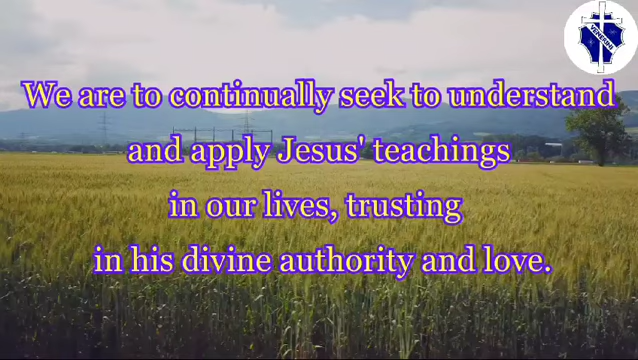 VENERINI
We are to continually seek to understand
and apply Jesus' teachings
in our lives, trusting
in his divine authority and love.